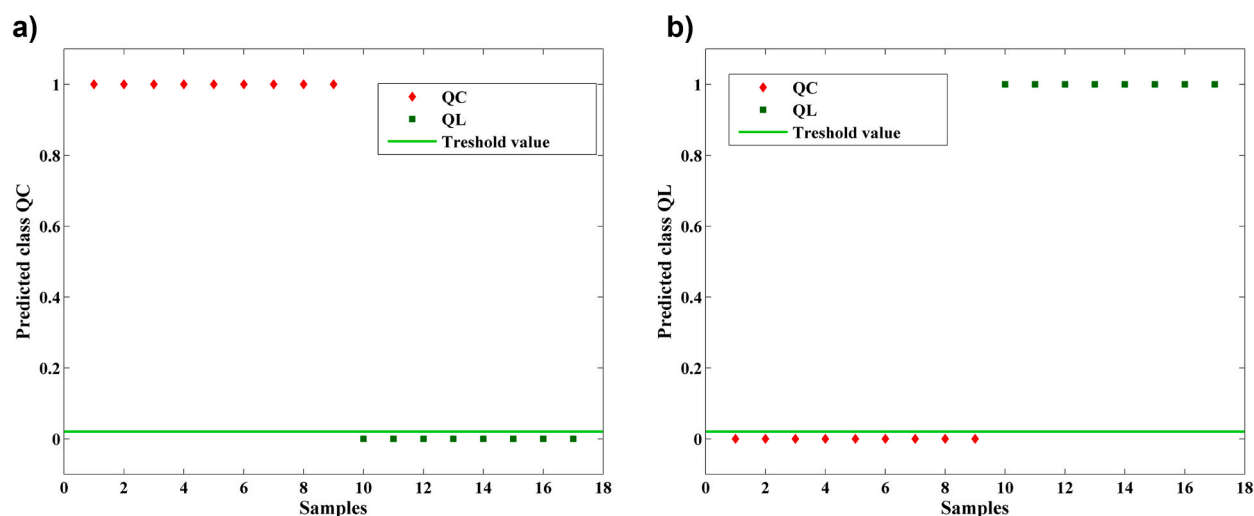 a)
Predicted class QC
1
0.8
0.6
0.4
0.2
0
QC
QL
Treshold value
0 2 4 6 8 10 12 14 16 18
Samples
b)
Predicted class QL
1
0.8
0.6
0.4
0.2
0
QC
QL
Treshold value
0 2 4 6 8 10 12 14 16 18
Samples